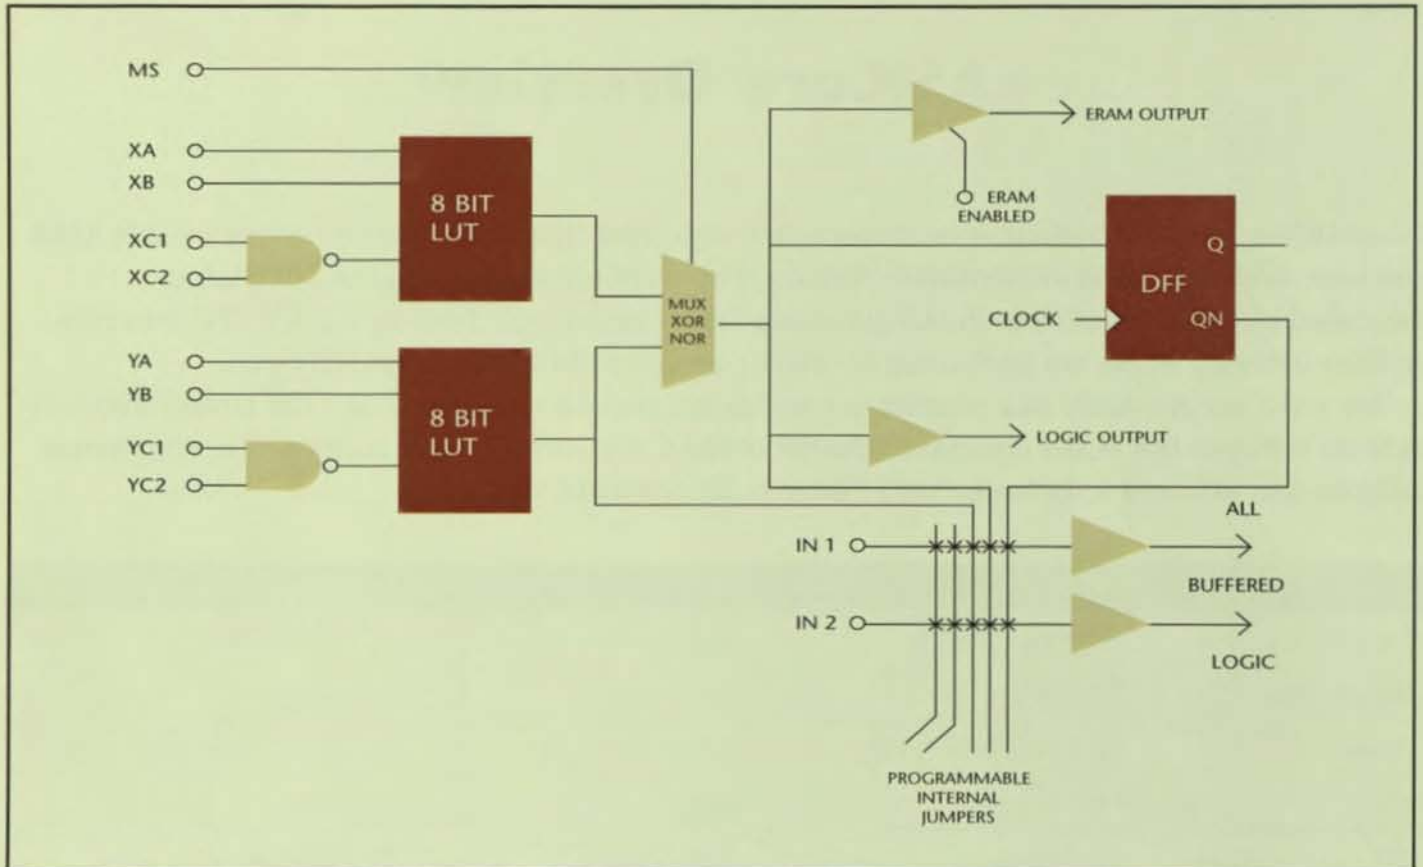 MS
XA
XB
XC1
XC2
8 BIT
LUT
YA
YB
YC1
YC2
8 BIT
LUT
MUX
XOR
NOR
ERAM OUTPUT
ERAM
ENABLED
Q
DFF
CLOCK
QN
LOGIC OUTPUT
ALL
IN 1
BUFFERED
IN 2
LOGIC
PROGRAMMABLE
INTERNAL
JUMPERS